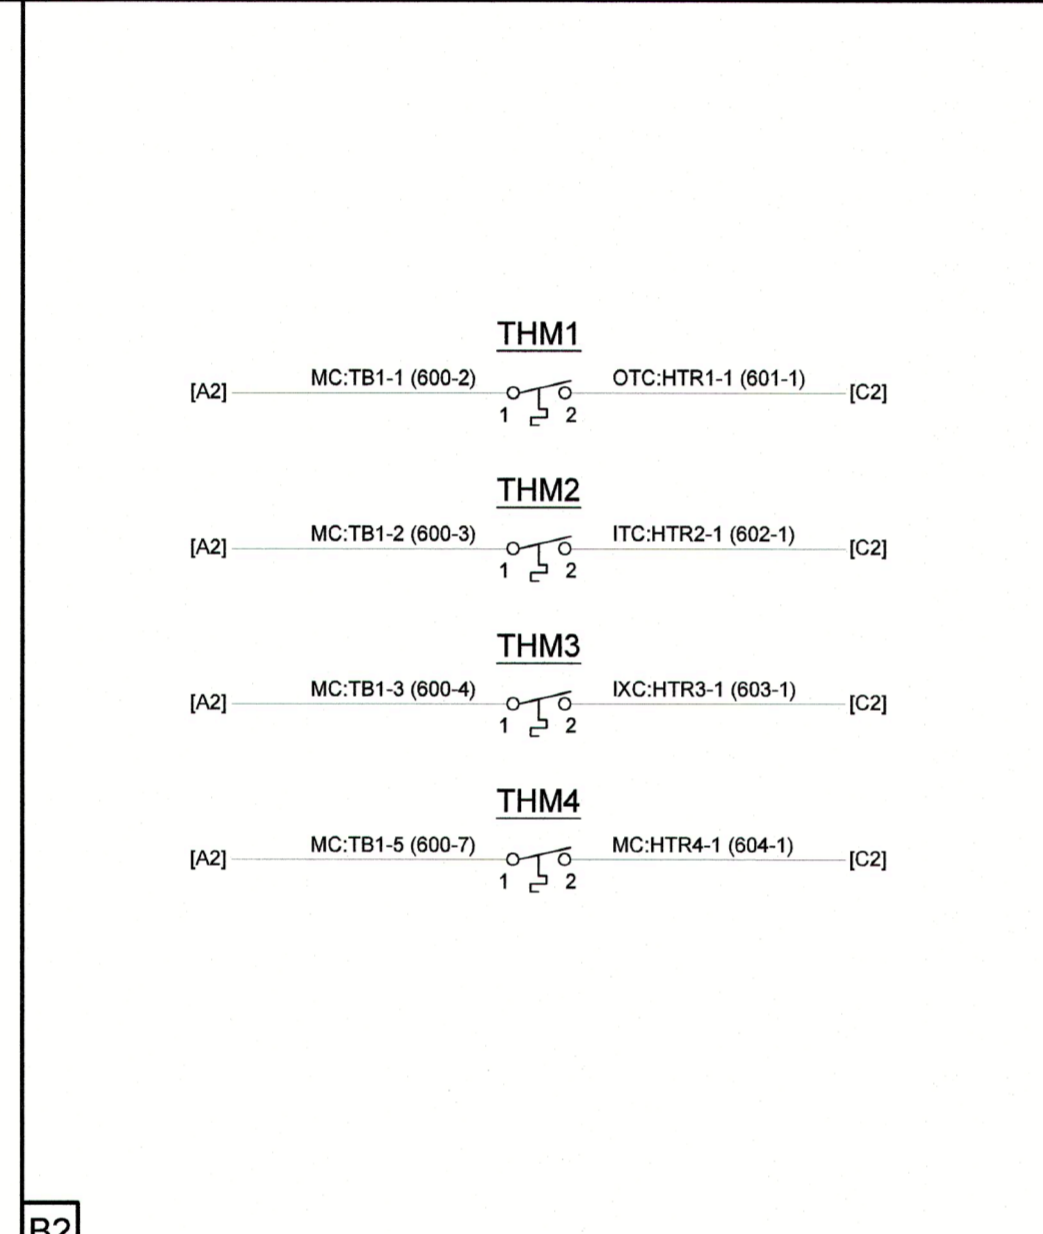 THM1
[A2] MC:TB1-1 (600-2) OTC:HTR1-1 (601-1) [C2]
1 2
THM2
[A2] MC:TB1-2 (600-3) ITC:HTR2-1 (602-1) [C2]
1 2
THM3
[A2] MC:TB1-3 (600-4) IXC:HTR3-1 (603-1) [C2]
1 2
THM4
[A2] MC:TB1-5 (600-7) MC:HTR4-1 (604-1) [C2]
1 2
B2